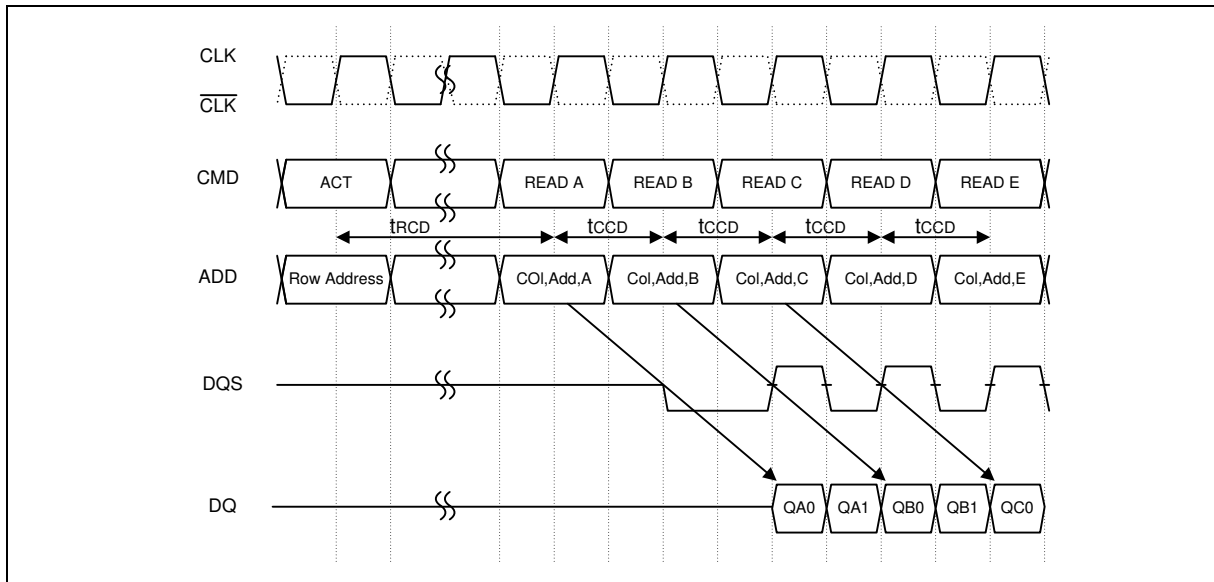 CLK
CLK
CMD
ACT
READ A
READ B
READ C
READ D
READ E
tRCD
tCCD
tCCD
tCCD
tCCD
ADD
Row Address
COl,Add,A
Col,Add,B
Col,Add,C
Col,Add,D
Col,Add,E
DQS
DQ
QA0
QA1
QB0
QB1
QC0